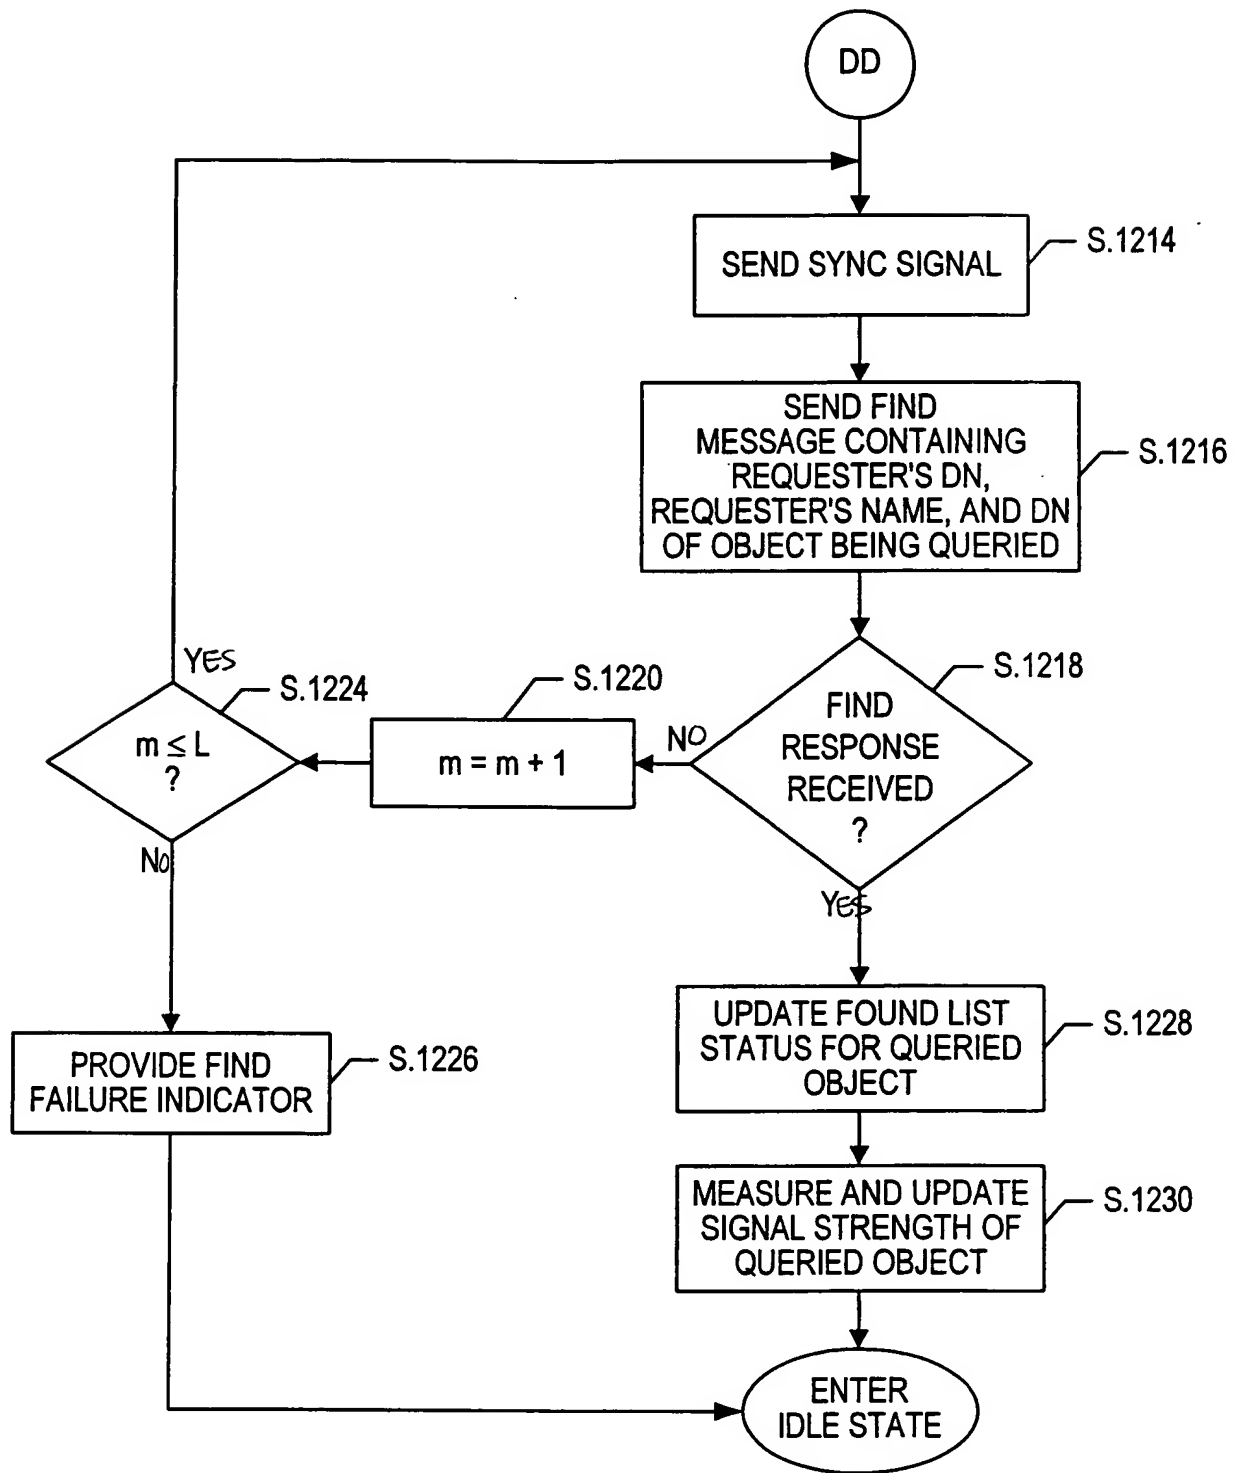 DD
SEND SYNC SIGNAL
S.1214
SEND FIND
MESSAGE CONTAINING
REQUESTER'S DN,
REQUESTER'S NAME, AND DN
OF OBJECT BEING QUERIED
S.1216
FIND
RESPONSE
RECEIVED
?
S.1218
NO
YES
m = m + 1
S.1220
m ≤ L
?
S.1224
YES
NO
PROVIDE FIND
FAILURE INDICATOR
S.1226
UPDATE FOUND LIST
STATUS FOR QUERIED
OBJECT
S.1228
MEASURE AND UPDATE
SIGNAL STRENGTH OF
QUERIED OBJECT
S.1230
ENTER
IDLE STATE